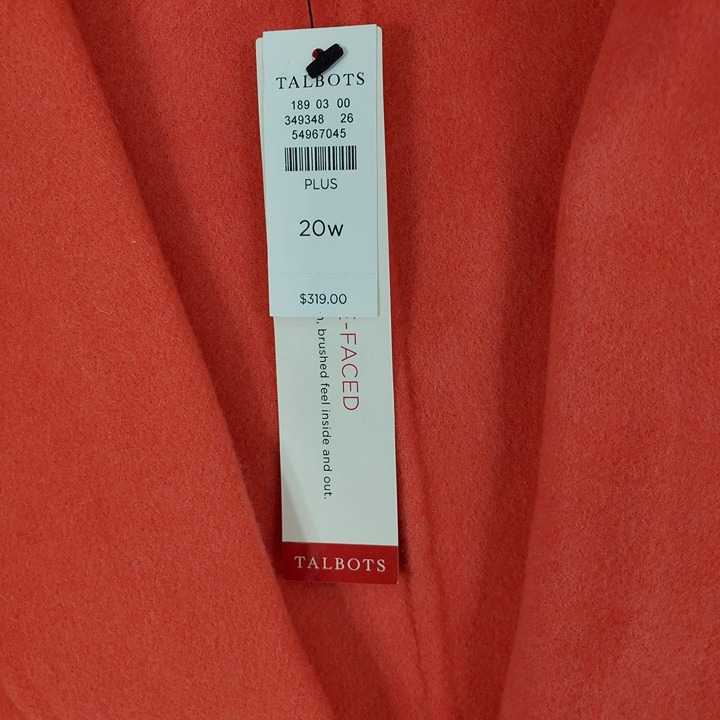 TALBOTS
189 03 00
349348 26
54967045
PLUS
20w
$319.00
-FACED
brushed feel inside and out.
TALBOTS